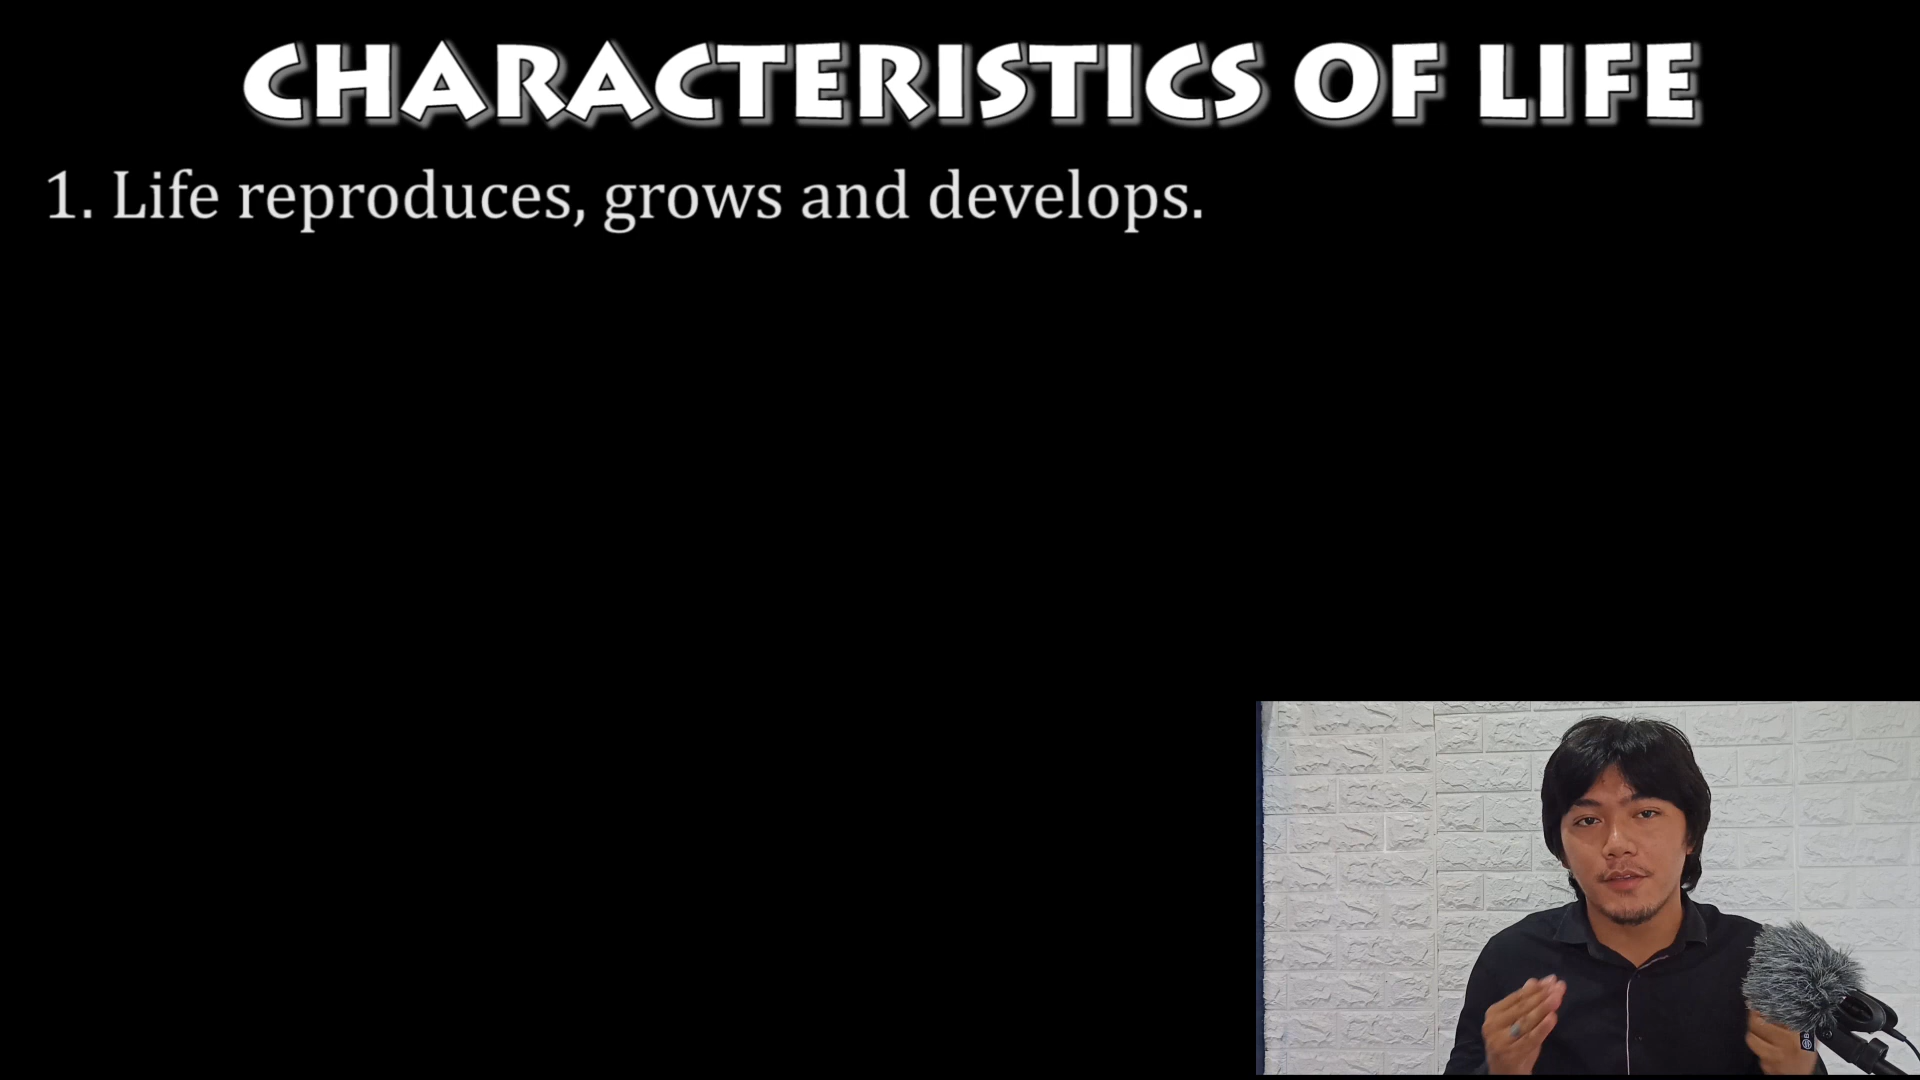 CHARACTERISTICS OF LIFE
1. Life reproduces, grows and develops.